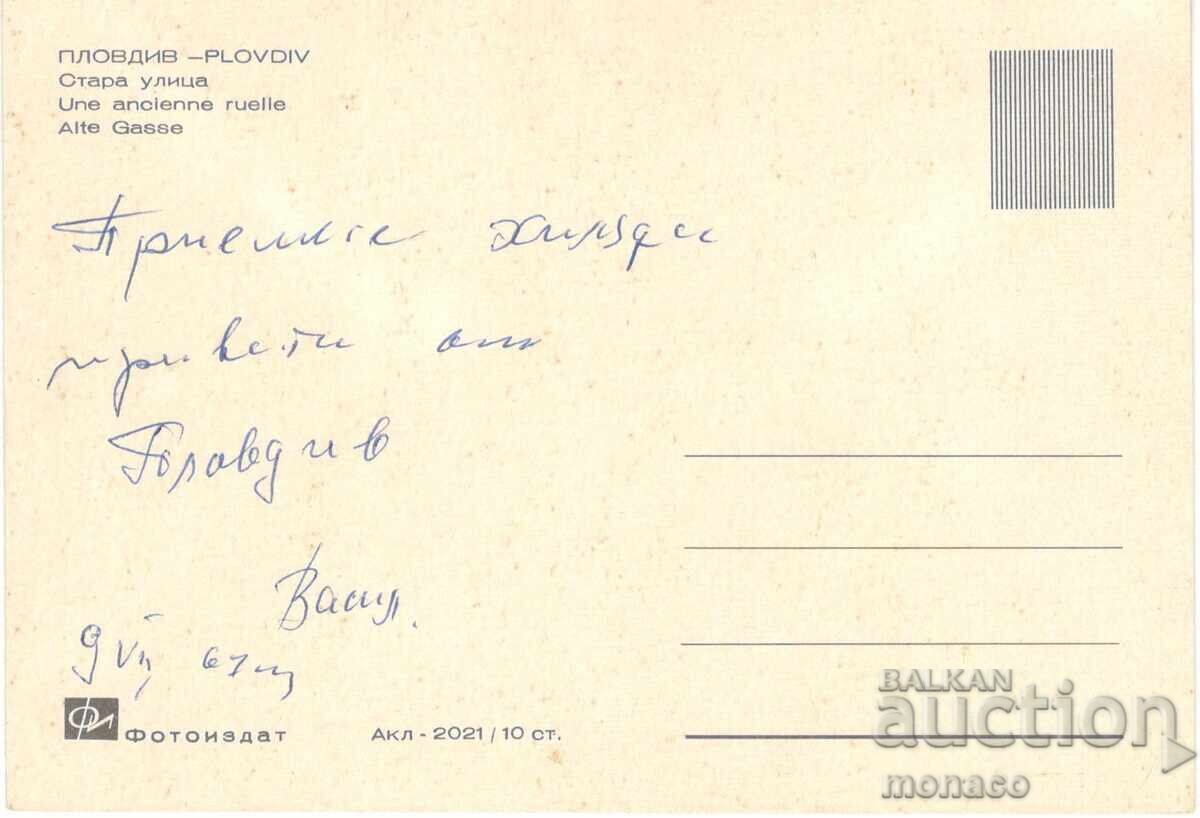 ПЛОВДИВ –PLOVDIV
Стара улица
Une ancienne ruelle
Alte Gasse
Приемете хиляди
привети от
Пловдив
Васил.
9 VII 67
Фотоиздат Акл - 2021 / 10 ст.
BALKAN
auction
monaco